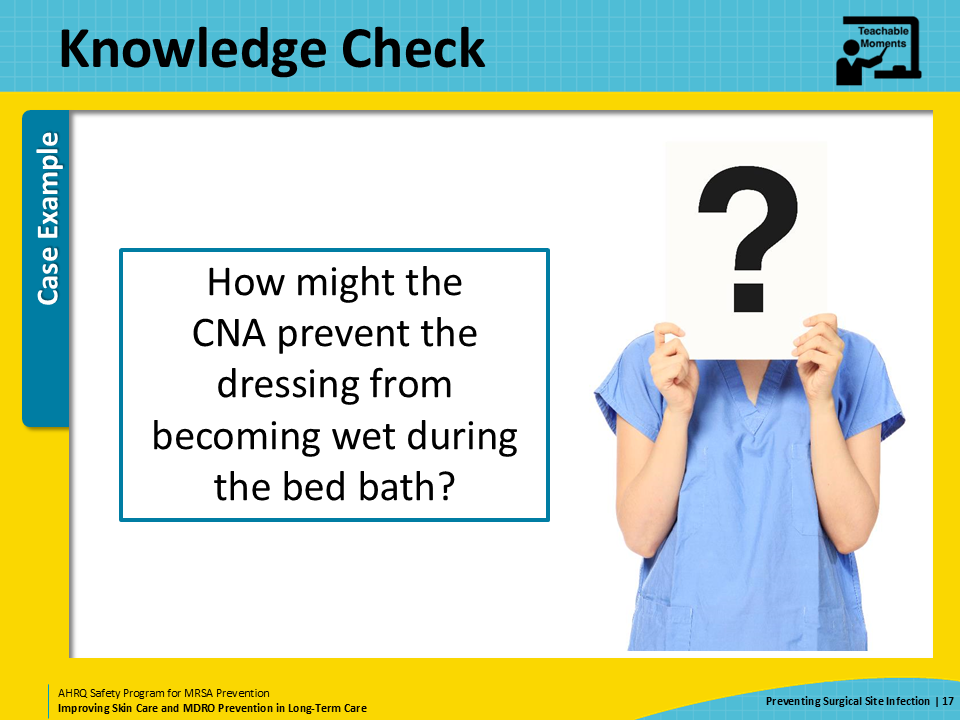 Knowledge Check
Teachable
Moments
Case Example
?
How might the
CNA prevent the
dressing from
becoming wet during
the bed bath?
AHRQ Safety Program for MRSA Prevention
Improving Skin Care and MDRO Prevention in Long-Term Care
Preventing Surgical Site Infection | 17